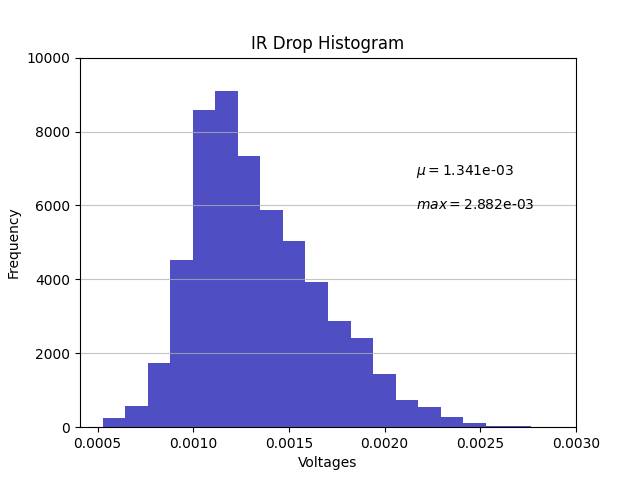 IR Drop Histogram
10000
8000
6000
4000
2000
0
Frequency
μ = 1.341e-03
max = 2.882e-03
0.0005 0.0010 0.0015 0.0020 0.0025 0.0030
Voltages